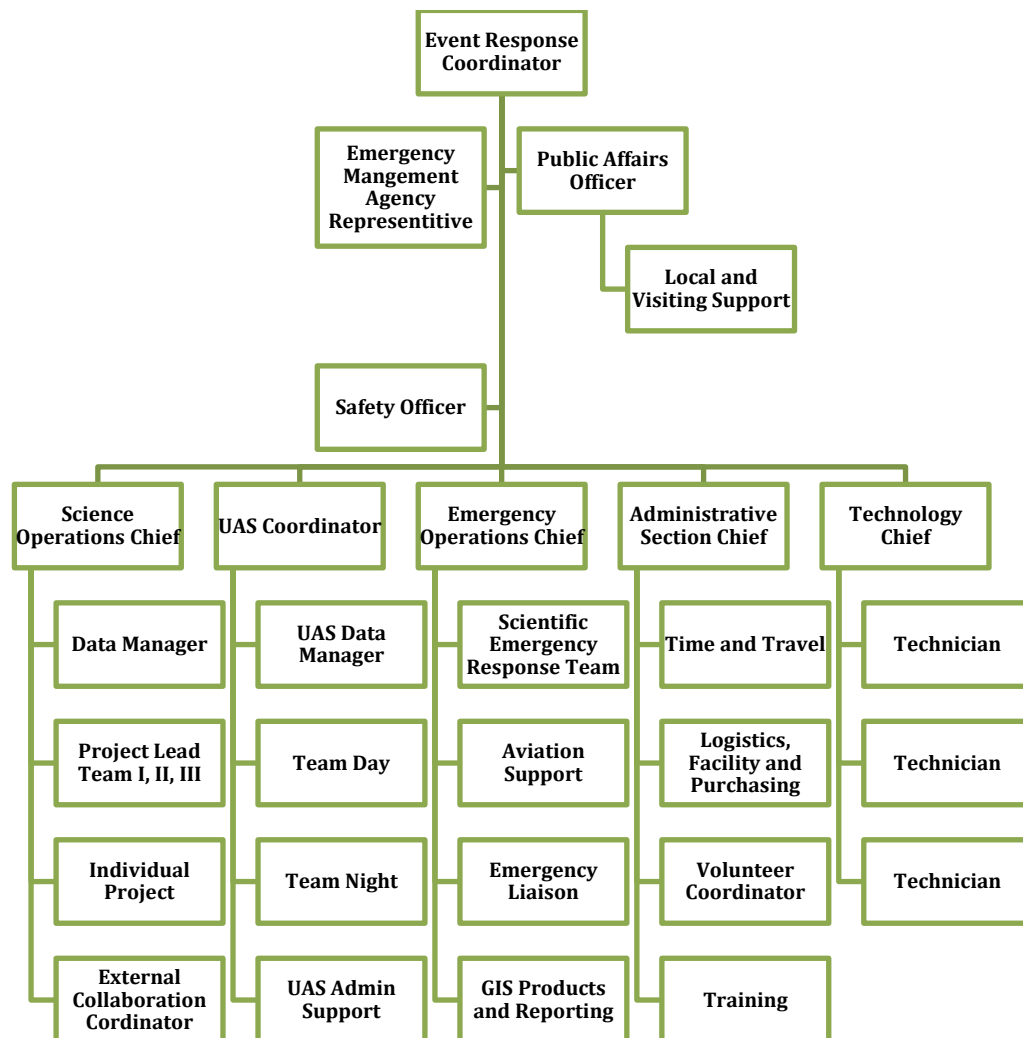 Event Response
Coordinator
Emergency
Mangement
Agency
Representitive
Public Affairs
Officer
Local and
Visiting Support
Safety Officer
Science
Operations Chief
UAS Coordinator
Emergency
Operations Chief
Administrative
Section Chief
Technology
Chief
Data Manager
UAS Data
Manager
Scientific
Emergency
Response Team
Time and Travel
Technician
Project Lead
Team I, II, III
Team Day
Aviation
Support
Logistics,
Facility and
Purchasing
Technician
Individual
Project
Team Night
Emergency
Liaison
Volunteer
Coordinator
Technician
External
Collaboration
Cordinator
UAS Admin
Support
GIS Products
and Reporting
Training